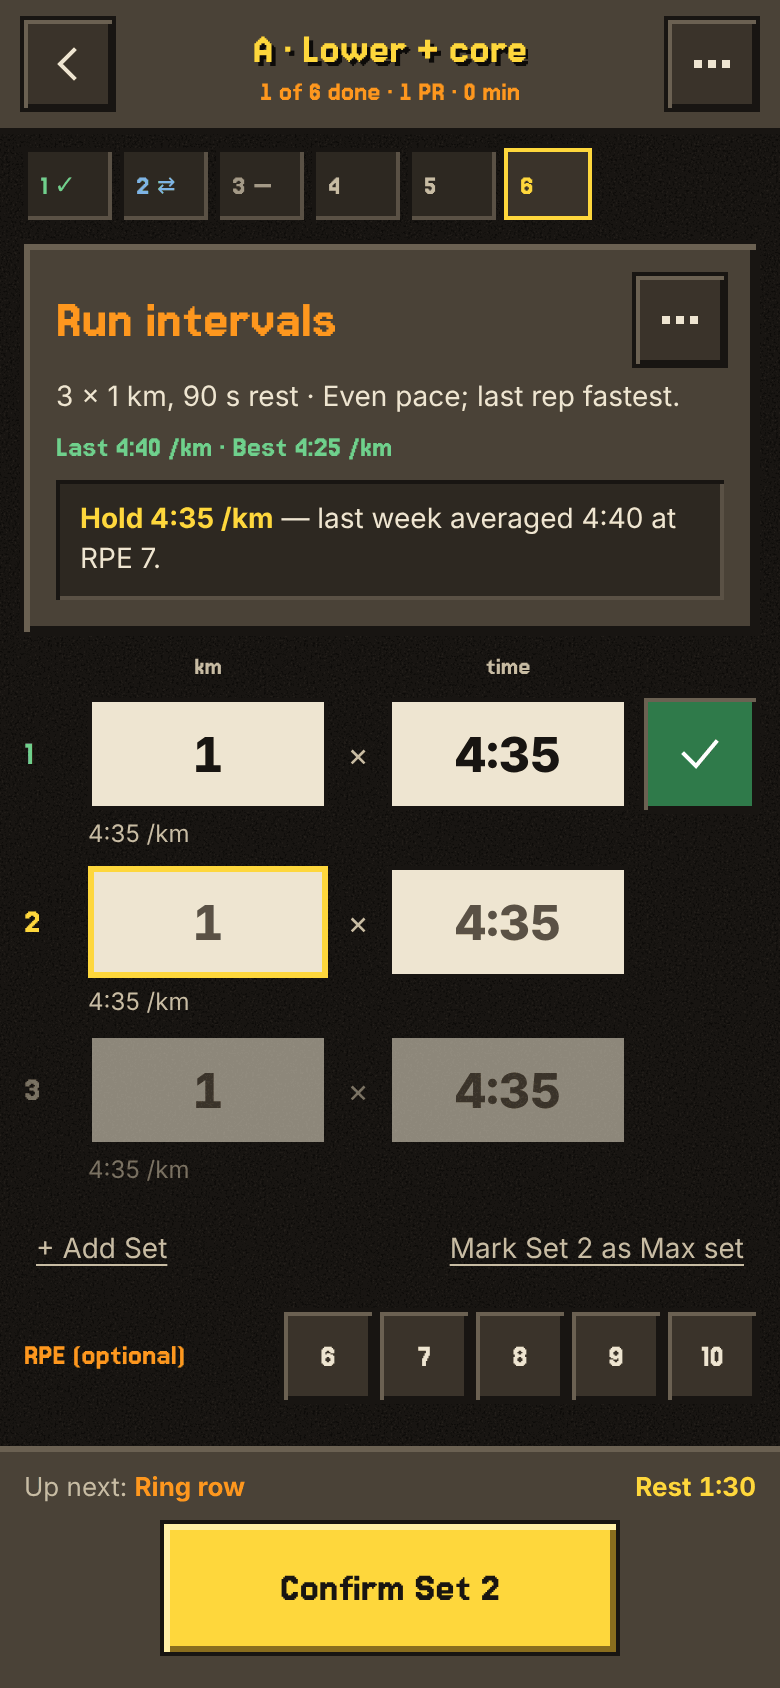 A · Lower + core
1 of 6 done · 1 PR · 0 min
1 ✓ 2 ⇄ 3 — 4 5 6
Run intervals
3 × 1 km, 90 s rest · Even pace; last rep fastest.
Last 4:40 /km · Best 4:25 /km
Hold 4:35 /km — last week averaged 4:40 at
RPE 7.
km time
1 1 × 4:35
4:35 /km
2 1 × 4:35
4:35 /km
3 1 × 4:35
4:35 /km
+ Add Set Mark Set 2 as Max set
RPE (optional) 6 7 8 9 10
Up next: Ring row Rest 1:30
Confirm Set 2